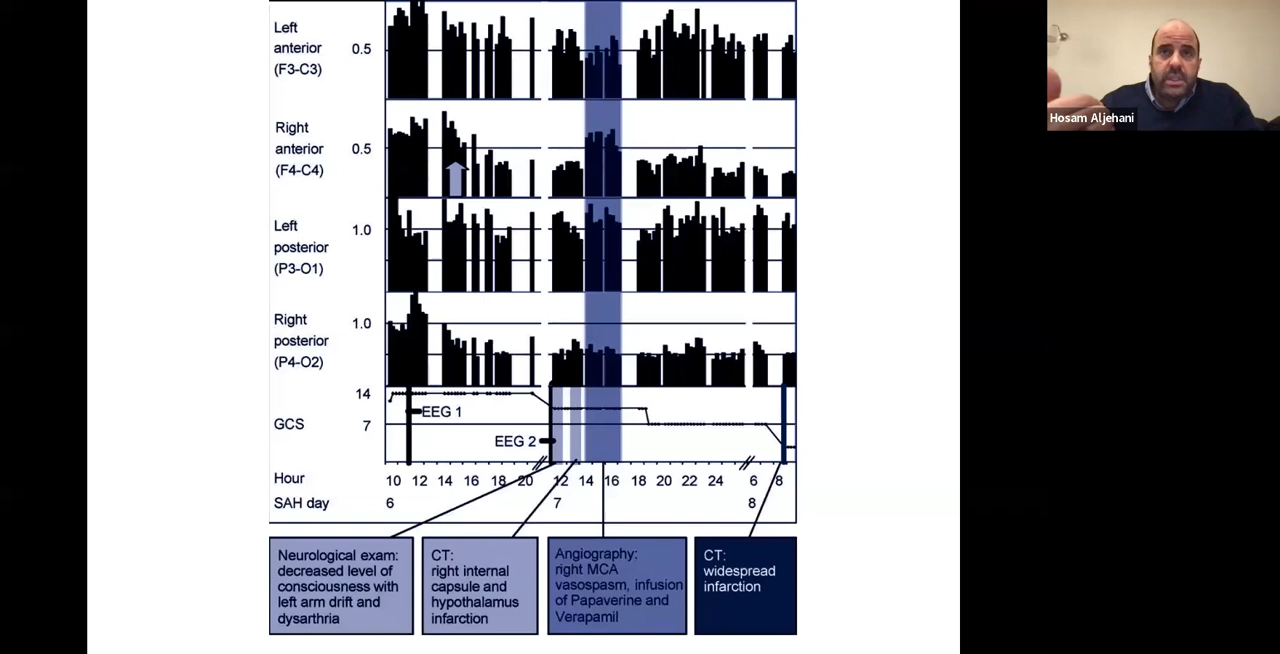 Left
anterior 0.5
(F3-C3)
Right
anterior 0.5
(F4-C4)
Left
posterior 1.0
(P3-O1)
Right
posterior 1.0
(P4-O2)
14
EEG 1
GCS 7
EEG 2
Hour 10 12 14 16 18 20 12 14 16 18 20 22 24 6 8
SAH day 6 7 8
Neurological exam:
decreased level of
consciousness with
left arm drift and
dysarthria
CT:
right internal
capsule and
hypothalamus
infarction
Angiography:
right MCA
vasospasm, infusion
of Papaverine and
Verapamil
CT:
widespread
infarction
Hosam Aljehani